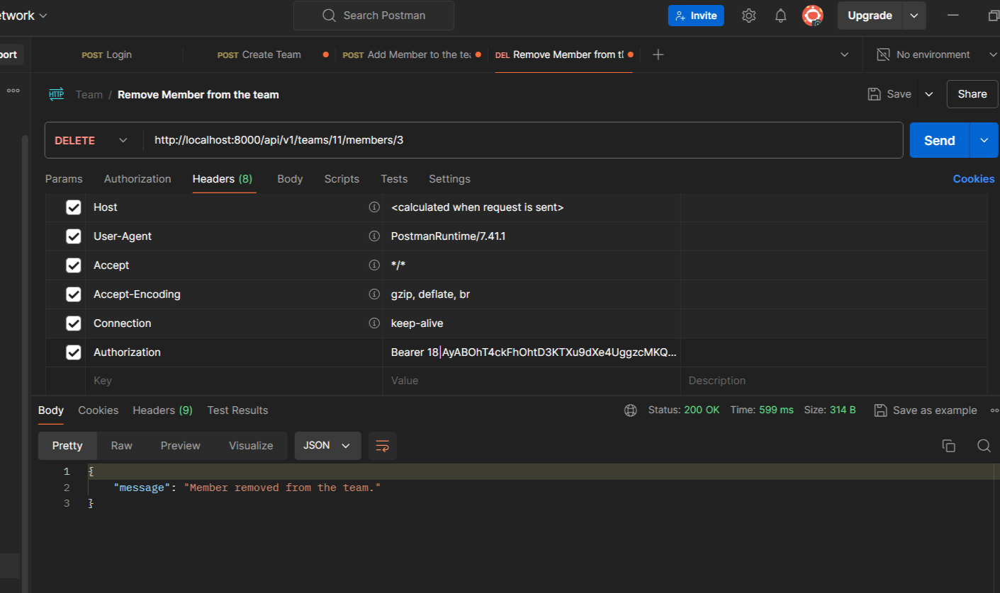 etwork
Search Postman
Invite
Upgrade
port
POST Login
POST Create Team
POST Add Member to the tea
DEL Remove Member from tl
No environment
HTTP
Team / Remove Member from the team
Save
Share
DELETE
http://localhost:8000/api/v1/teams/11/members/3
Send
Params
Authorization
Headers (8)
Body
Scripts
Tests
Settings
Cookies
Host <calculated when request is sent>
User-Agent PostmanRuntime/7.41.1
Accept */*
Accept-Encoding gzip, deflate, br
Connection keep-alive
Authorization Bearer 18|AyABOhT4ckFhOhtD3KTXu9dXe4UggzcMKQ...
Key Value Description
Body Cookies Headers (9) Test Results
Status: 200 OK Time: 599 ms Size: 314 B
Save as example
Pretty Raw Preview Visualize JSON
1 {
2 "message": "Member removed from the team."
3 }